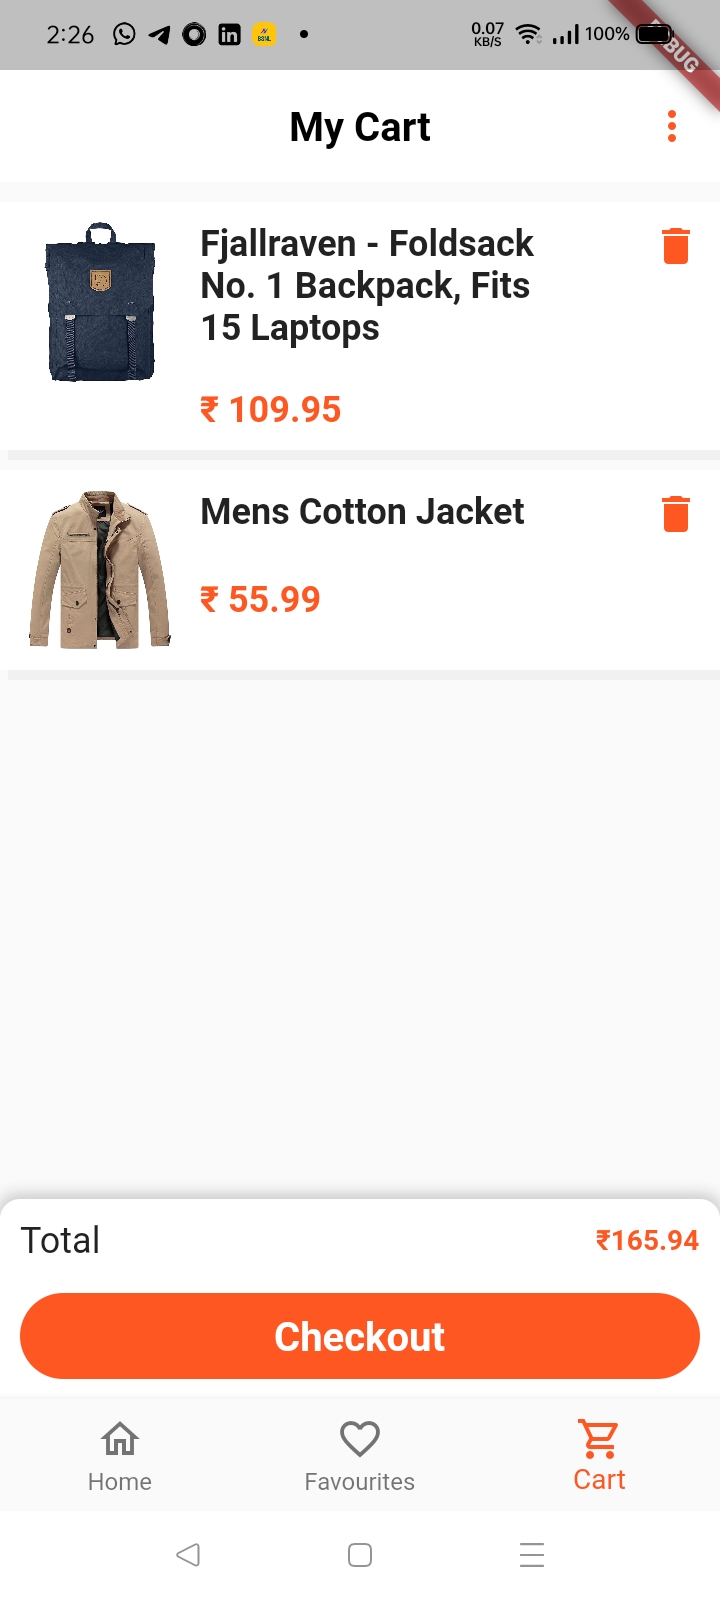 2:26
BSNL
0.07
KB/S
100%
My Cart
Fjallraven - Foldsack
No. 1 Backpack, Fits
15 Laptops
₹ 109.95
Mens Cotton Jacket
₹ 55.99
Total
₹165.94
Checkout
Home
Favourites
Cart